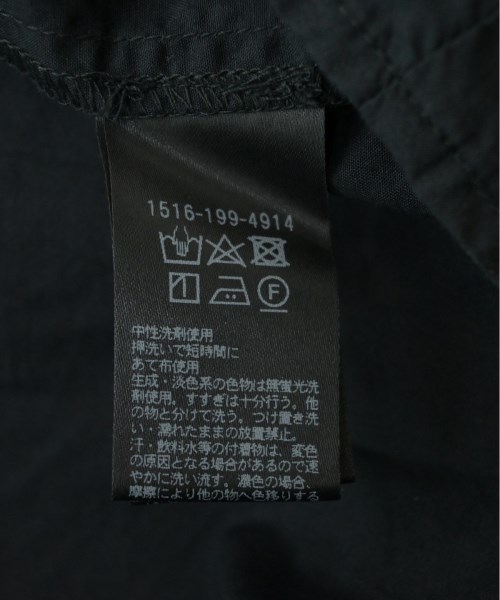 1516-199-4914
F
中性洗剤使用
押洗いで短時間に
あて布使用
生成・淡色系の色物は無蛍光洗
剤使用。すすぎは十分行う。他
の物と分けて洗う。つけ置き洗
い・濡れたままの放置禁止。
汗・飲料水等の付着物は、変色
の原因となる場合があるので速
やかに洗い流す。濃色の場合、
摩擦により他の物へ色移りする